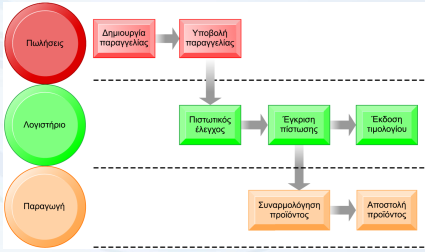 Πωλήσεις
Δημιουργία
παραγγελίας
Υποβολή
παραγγελίας
Λογιστήριο
Πιστωτικός
έλεγχος
Έγκριση
πίστωσης
Έκδοση
τιμολογίου
Παραγωγή
Συναρμολόγηση
προϊόντος
Αποστολή
προϊόντος